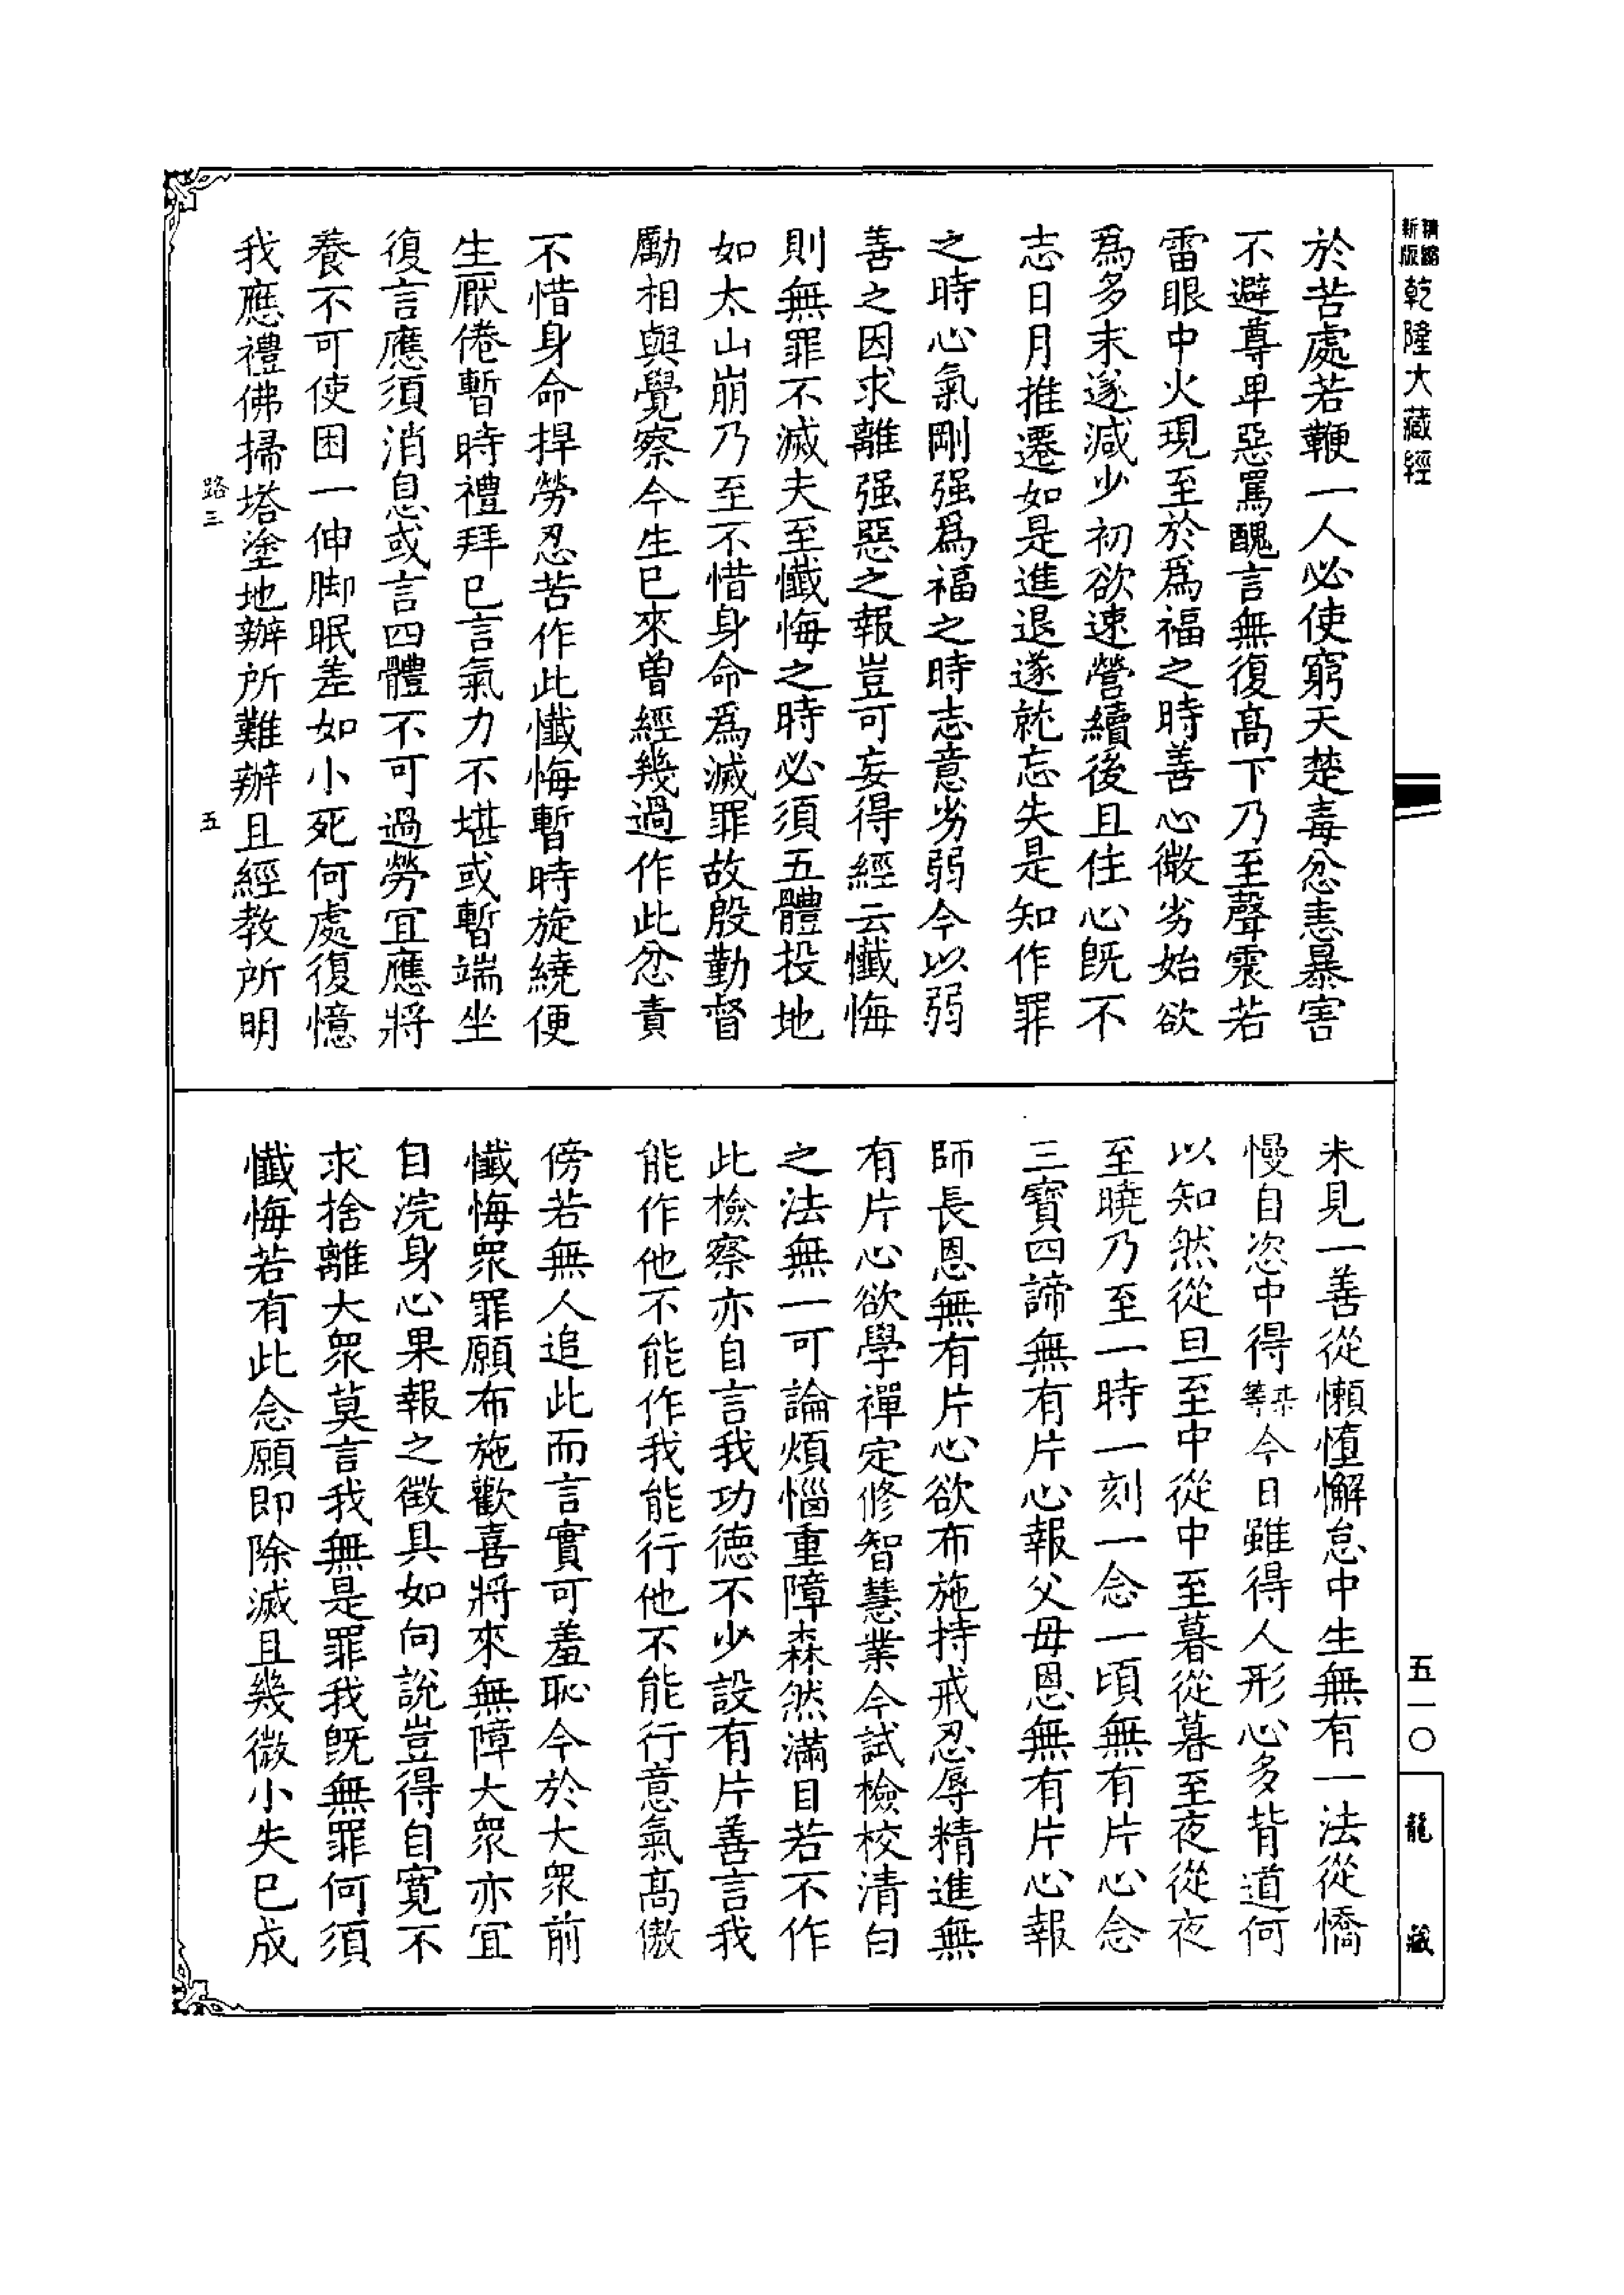 精縮
新版
乾隆大藏經
於苦處若鞭一人必使窮天楚毒忿恚暴害
不避尊卑惡罵醜言無復高下乃至聲震若
雷眼中火現至於爲福之時善心微劣始欲
爲多末遂減少初欲速營續後且住心旣不
志日月推遷如是進退遂就忘失是知作罪
之時心氣剛强爲福之時志意劣弱今以弱
善之因求離强惡之報豈可妄得經云懺悔
則無罪不滅夫至懺悔之時必須五體投地
如太山崩乃至不惜身命爲滅罪故殷勤督
勵相與覺察今生已來曾經幾過作此忿責
不惜身命捍勞忍苦作此懺悔暫時旋繞便
生厭倦暫時禮拜已言氣力不堪或暫端坐
復言應須消息或言四體不可過勞宜應將
養不可使困一伸脚眠差如小死何處復憶
我應禮佛掃塔塗地辦所難辦且經教所明
路三
五
未見一善從懶惰懈怠中生無有一法從憍
慢自恣中得等来今日雖得人形心多背道何
以知然從旦至中從中至暮從暮至夜從夜
至曉乃至一時一刻一念一頃無有片心念
三寶四諦無有片心報父母恩無有片心報
師長恩無有片心欲布施持戒忍辱精進無
有片心欲學禪定修智慧業今試檢校清白
之法無一可論煩惱重障森然滿目若不作
此檢察亦自言我功德不少設有片善言我
能作他不能作我能行他不能行意氣高傲
傍若無人追此而言實可羞恥今於大眾前
懺悔眾罪願布施歡喜將來無障大眾亦宜
自浣身心果報之徵具如向說豈得自寬不
求捨離大眾莫言我無是罪我旣無罪何須
懺悔若有此念願即除滅且幾微小失已成
五一〇
龍藏